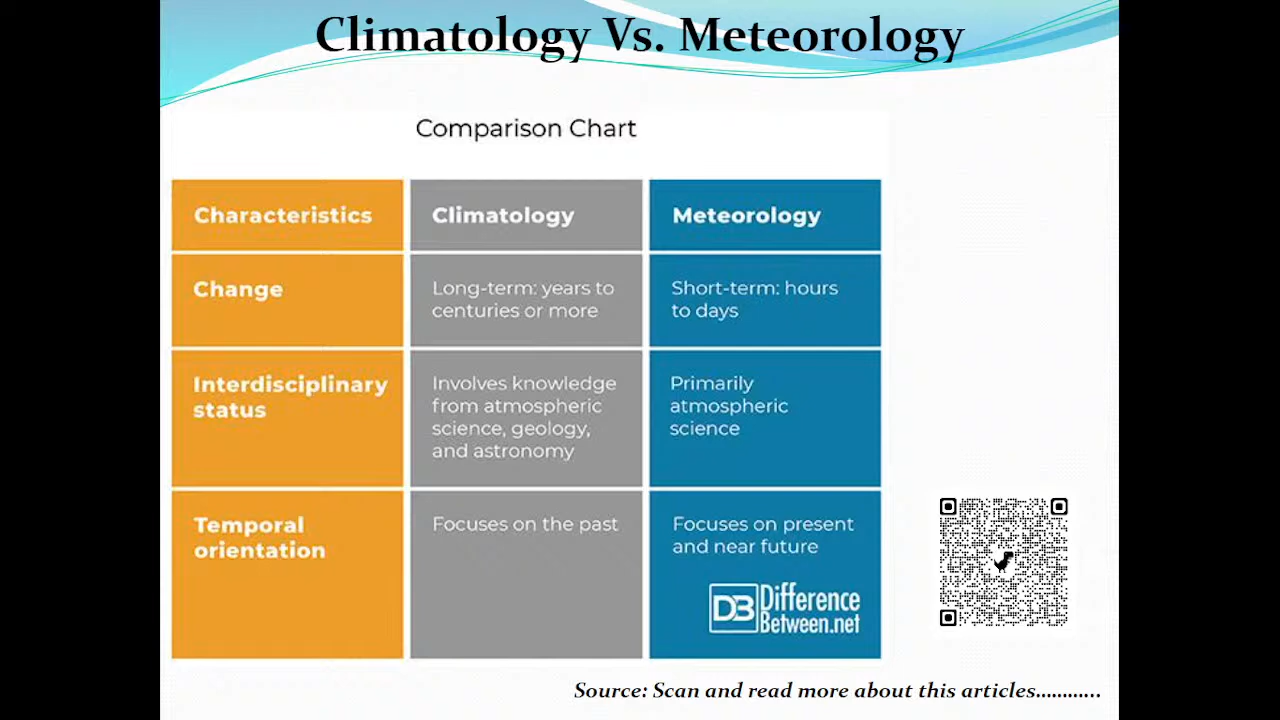 Climatology Vs. Meteorology
Comparison Chart
Characteristics
Climatology
Meteorology
Change
Long-term: years to
centuries or more
Short-term: hours
to days
Interdisciplinary
status
Involves knowledge
from atmospheric
science, geology,
and astronomy
Primarily
atmospheric
science
Temporal
orientation
Focuses on the past
Focuses on present
and near future
DB
Difference
Between.net
Source: Scan and read more about this articles…………